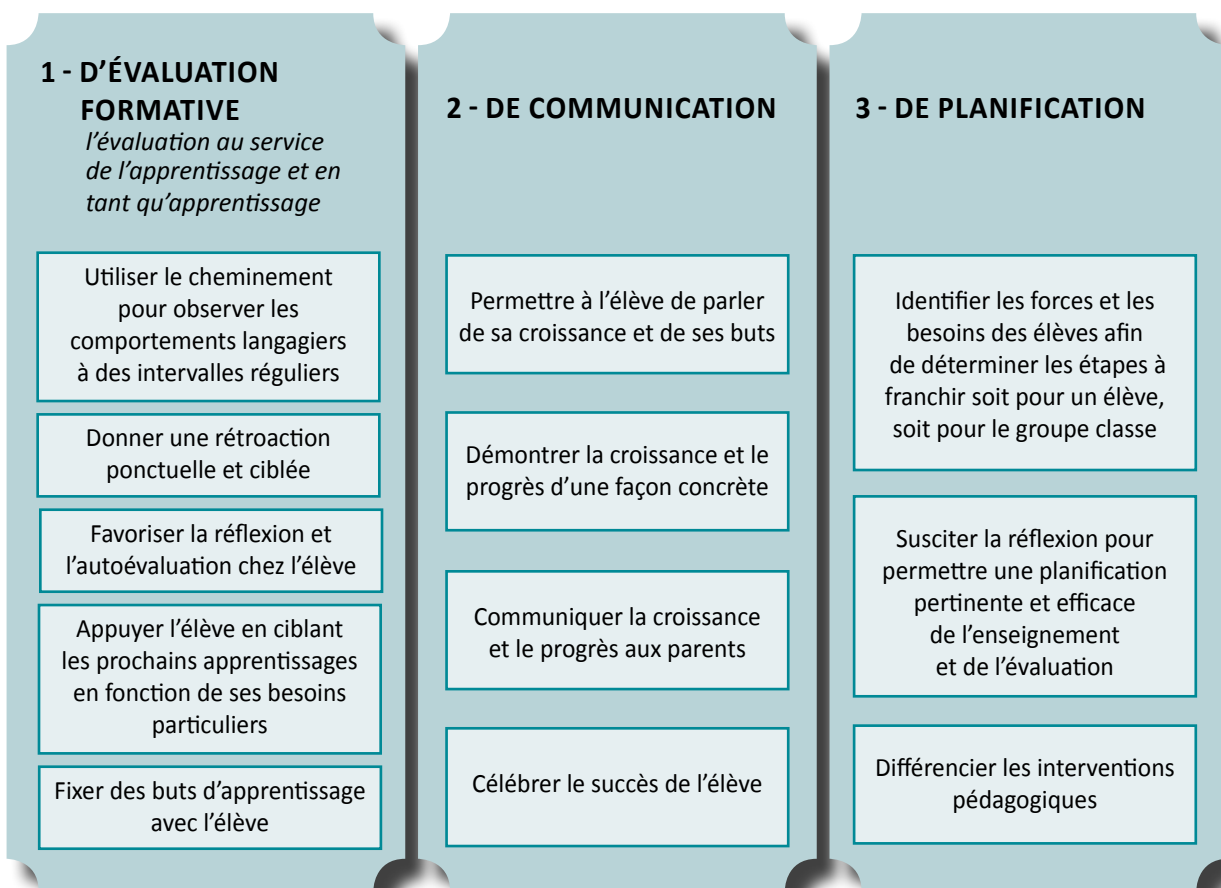 1 - D’ÉVALUATION
FORMATIVE
l’évaluation au service
de l’apprentissage et en
tant qu’apprentissage
Utiliser le cheminement
pour observer les
comportements langagiers
à des intervalles réguliers
Donner une rétroaction
ponctuelle et ciblée
Favoriser la réflexion et
l’autoévaluation chez l’élève
Appuyer l’élève en ciblant
les prochains apprentissages
en fonction de ses besoins
particuliers
Fixer des buts d’apprentissage
avec l’élève
2 - DE COMMUNICATION
Permettre à l’élève de parler
de sa croissance et de ses buts
Démontrer la croissance et le
progrès d’une façon concrète
Communiquer la croissance
et le progrès aux parents
Célébrer le succès de l’élève
3 - DE PLANIFICATION
Identifier les forces et les
besoins des élèves afin
de déterminer les étapes à
franchir soit pour un élève,
soit pour le groupe classe
Susciter la réflexion pour
permettre une planification
pertinente et efficace
de l’enseignement
et de l’évaluation
Différencier les interventions
pédagogiques